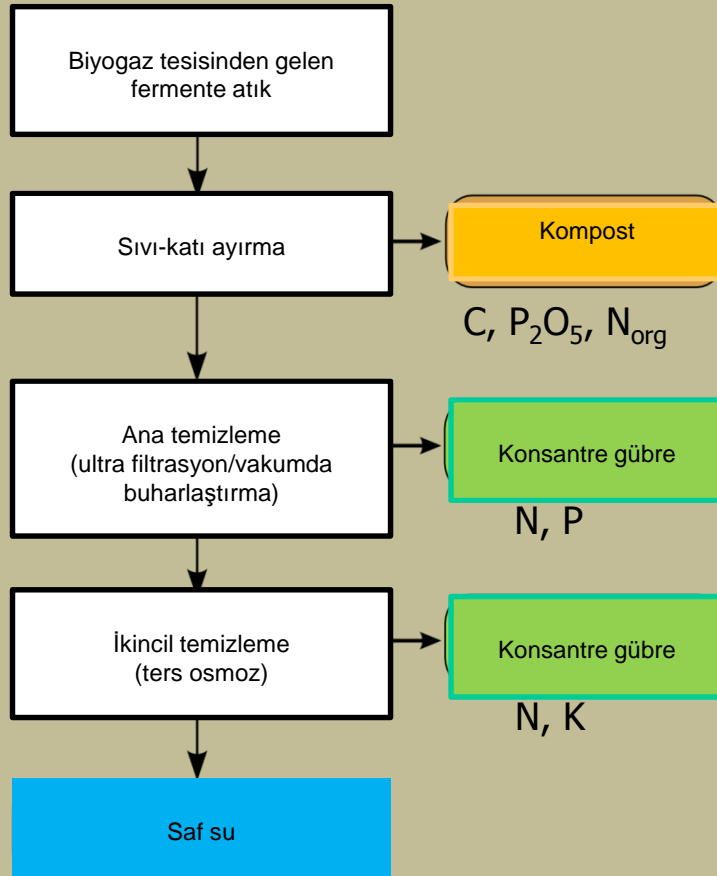 Biyogaz tesisinden gelen
fermente atık
Sıvı-katı ayırma
Kompost
C, P₂O₅, Nₒᵣg
Ana temizleme
(ultra filtrasyon/vakumda
buharlaştırma)
Konsantre gübre
N, P
İkincil temizleme
(ters osmoz)
Konsantre gübre
N, K
Saf su